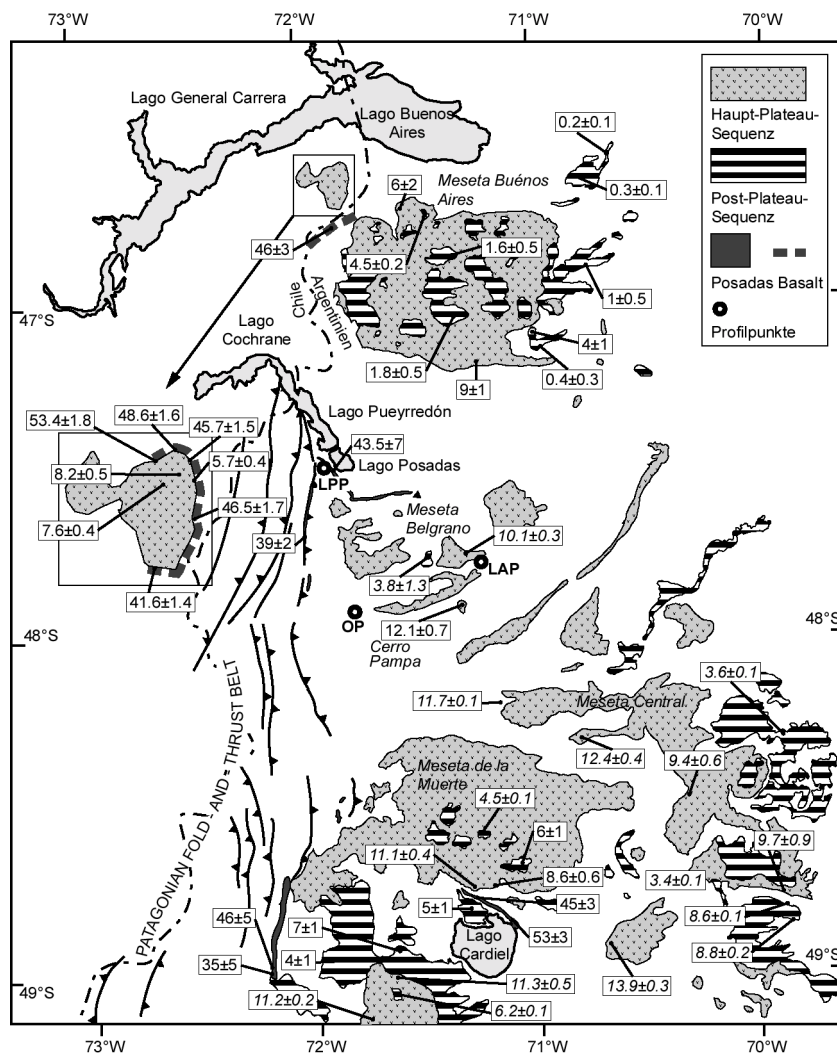 73°W
72°W
71°W
70°W
Lago General Carrera
Lago Buenos
Aires
0.2±0.1
Haupt-Plateau-
Sequenz
Post-Plateau-
Sequenz
Posadas Basalt
Profilpunkte
6±2
Meseta Buénos
Aires
0.3±0.1
46±3
4.5±0.2
1.6±0.5
Chile
Argentinien
1±0.5
47°S
Lago
Cochrane
4±1
1.8±0.5
9±1
0.4±0.3
53.4±1.8
48.6±1.6
45.7±1.5
Lago Pueyrredón
43.5±7
8.2±0.5
5.7±0.4
Lago Posadas
LPP
7.6±0.4
46.5±1.7
Meseta
Belgrano
39±2
10.1±0.3
LAP
3.8±1.3
41.6±1.4
OP
12.1±0.7
Cerro
Pampa
48°S
48°S
PATAGONIAN FOLD - AND - THRUST BELT
11.7±0.1
Meseta Central
3.6±0.1
12.4±0.4
9.4±0.6
Meseta de la
Muerte
4.5±0.1
6±1
9.7±0.9
11.1±0.4
8.6±0.6
3.4±0.1
46±5
5±1
45±3
8.6±0.1
7±1
Lago
Cardiel
53±3
8.8±0.2
35±5
4±1
49°S
49°S
11.3±0.5
13.9±0.3
11.2±0.2
6.2±0.1
73°W
72°W
71°W
70°W